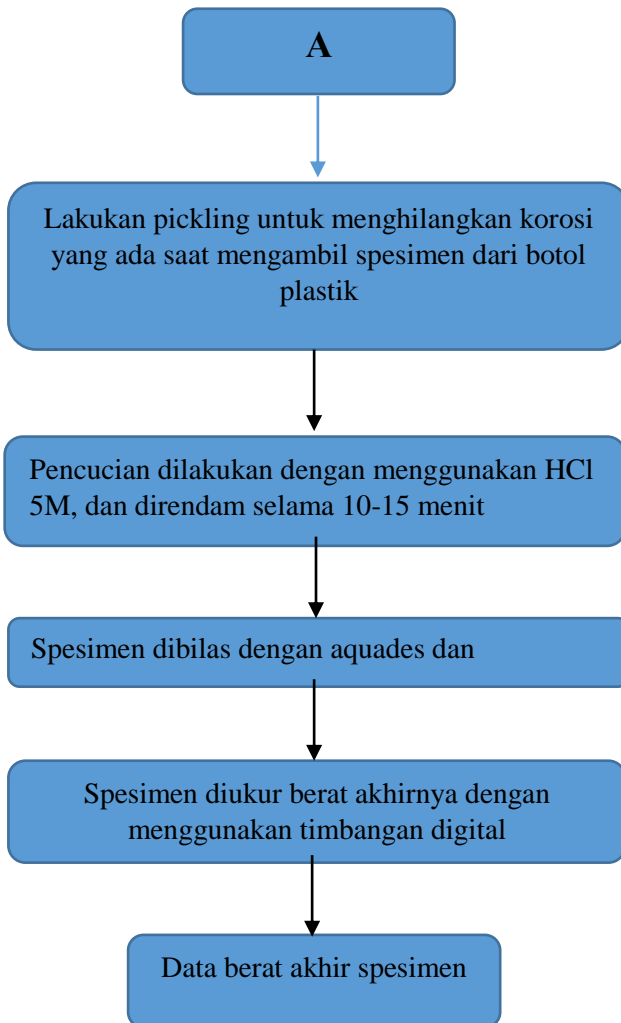 A
Lakukan pickling untuk menghilangkan korosi
yang ada saat mengambil spesimen dari botol
plastik
Pencucian dilakukan dengan menggunakan HCl
5M, dan direndam selama 10-15 menit
Spesimen dibilas dengan aquades dan
Spesimen diukur berat akhirnya dengan
menggunakan timbangan digital
Data berat akhir spesimen